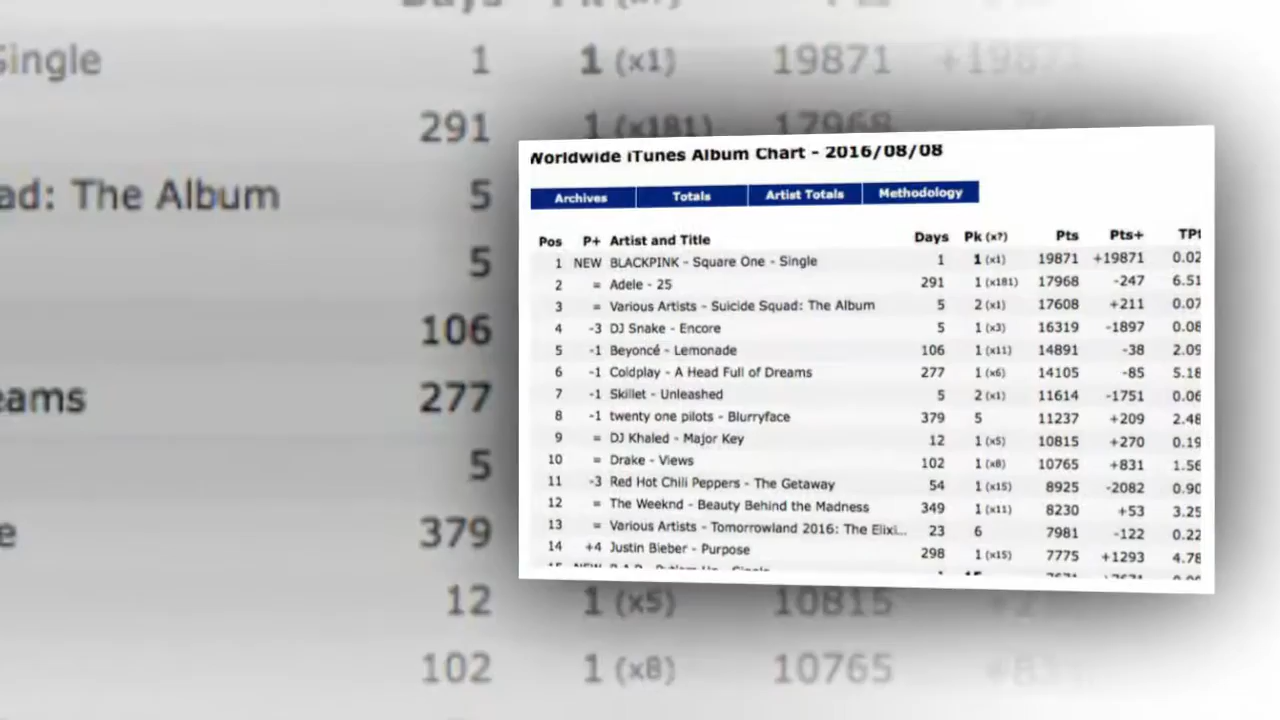 Days Pk (x?) Pts
Single 1 1 (x1) 19871 +19871
291 1 (x181) 17968
ad: The Album 5
5
106
eams 277
5
e 379
12 1 (x5) 10815
102 1 (x8) 10765
Worldwide iTunes Album Chart - 2016/08/08
Archives Totals Artist Totals Methodology
Pos P+ Artist and Title Days Pk (x?) Pts Pts+ TPt
1 NEW BLACKPINK - Square One - Single 1 1 (x1) 19871 +19871 0.02
2 = Adele - 25 291 1 (x181) 17968 -247 6.51
3 = Various Artists - Suicide Squad: The Album 5 2 (x1) 17608 +211 0.07
4 -3 DJ Snake - Encore 5 1 (x3) 16319 -1897 0.08
5 -1 Beyoncé - Lemonade 106 1 (x11) 14891 -38 2.09
6 -1 Coldplay - A Head Full of Dreams 277 1 (x6) 14105 -85 5.18
7 -1 Skillet - Unleashed 5 2 (x1) 11614 -1751 0.06
8 -1 twenty one pilots - Blurryface 379 5 11237 +209 2.48
9 = DJ Khaled - Major Key 12 1 (x5) 10815 +270 0.19
10 = Drake - Views 102 1 (x8) 10765 +831 1.56
11 -3 Red Hot Chili Peppers - The Getaway 54 1 (x15) 8925 -2082 0.90
12 = The Weeknd - Beauty Behind the Madness 349 1 (x11) 8230 +53 3.25
13 = Various Artists - Tomorrowland 2016: The Elixi... 23 6 7981 -122 0.22
14 +4 Justin Bieber - Purpose 298 1 (x15) 7775 +1293 4.78